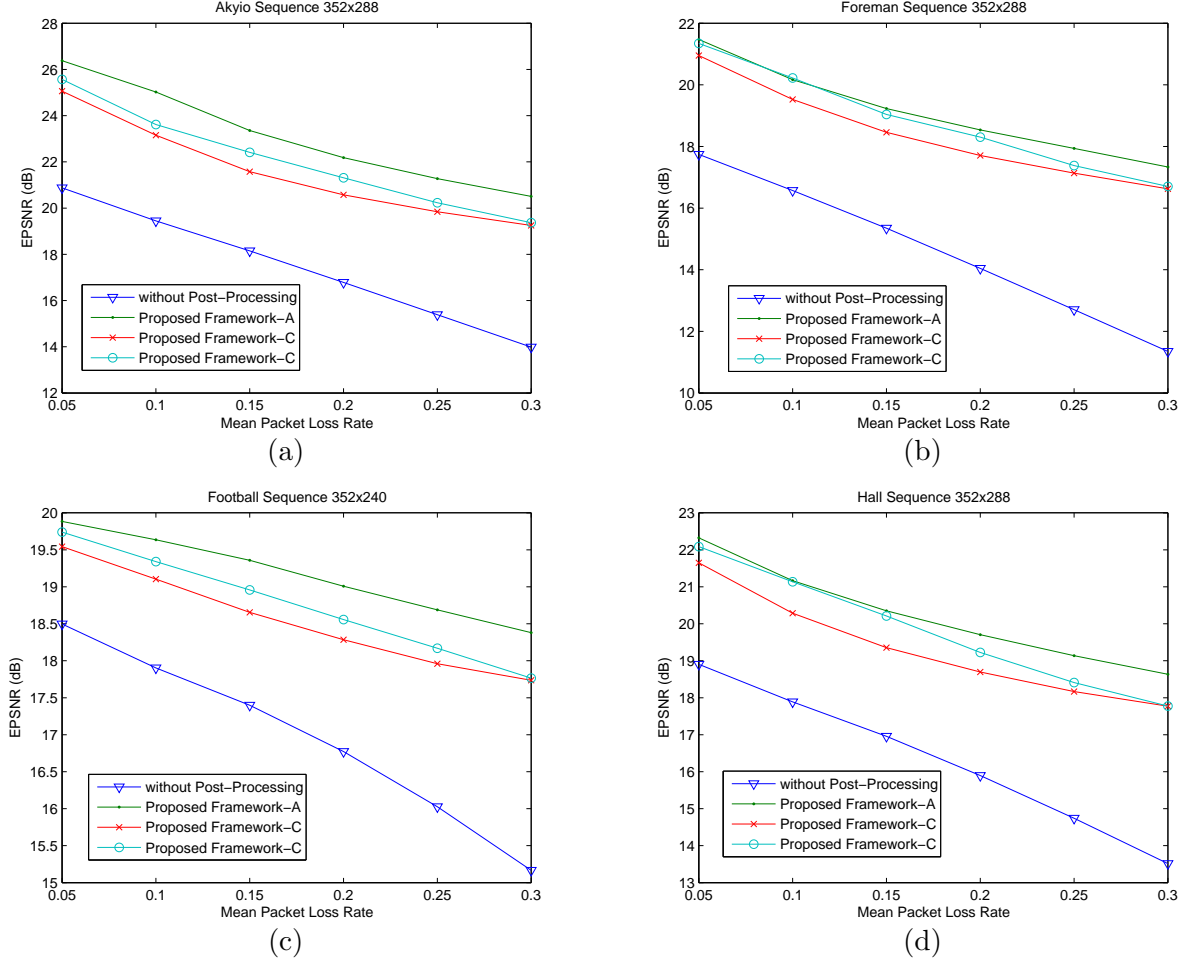 Akyio Sequence 352x288
28
26
24
22
20
18
16
14
12
EPSNR (dB)
without Post−Processing
Proposed Framework−A
Proposed Framework−C
Proposed Framework−C
0.05 0.1 0.15 0.2 0.25 0.3
Mean Packet Loss Rate
(a)
Foreman Sequence 352x288
22
20
18
16
14
12
10
EPSNR (dB)
without Post−Processing
Proposed Framework−A
Proposed Framework−C
Proposed Framework−C
0.05 0.1 0.15 0.2 0.25 0.3
Mean Packet Loss Rate
(b)
Football Sequence 352x240
20
19.5
19
18.5
18
17.5
17
16.5
16
15.5
15
EPSNR (dB)
without Post−Processing
Proposed Framework−A
Proposed Framework−C
Proposed Framework−C
0.05 0.1 0.15 0.2 0.25 0.3
Mean Packet Loss Rate
(c)
Hall Sequence 352x288
23
22
21
20
19
18
17
16
15
14
13
EPSNR (dB)
without Post−Processing
Proposed Framework−A
Proposed Framework−C
Proposed Framework−C
0.05 0.1 0.15 0.2 0.25 0.3
Mean Packet Loss Rate
(d)